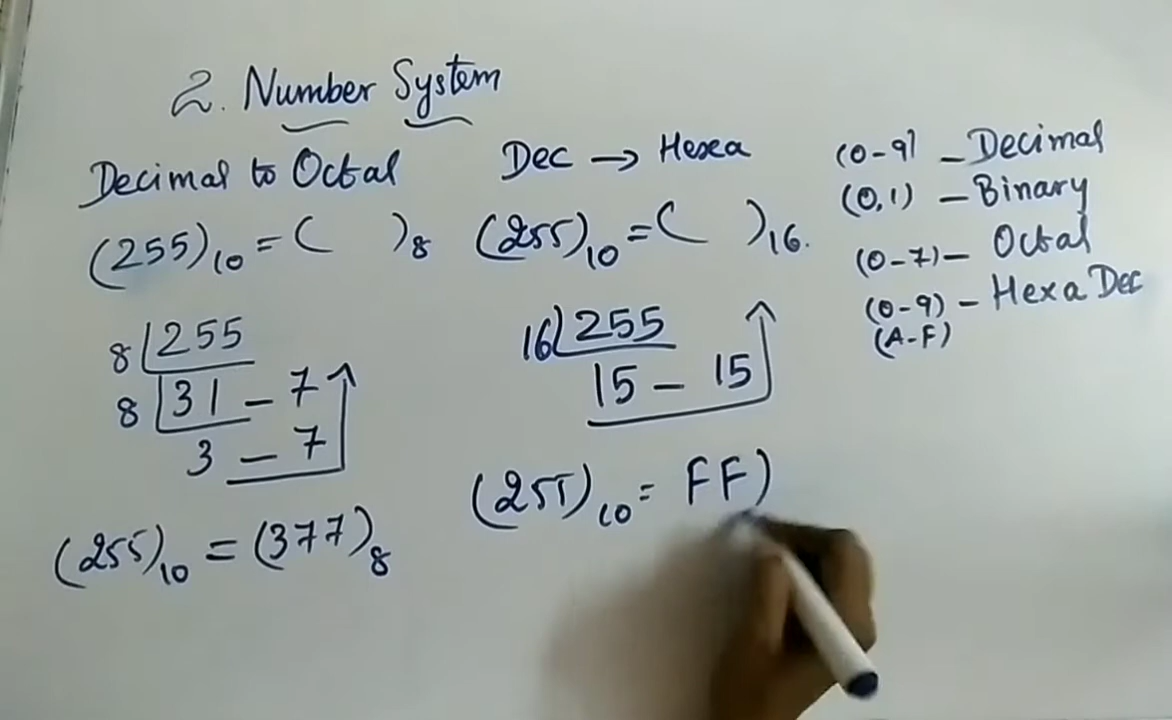 2. Number System
Decimal to Octal
(255)10 = (    )8
8 255
8 31 - 7
3 - 7
(255)10 = (377)8
Dec → Hexa
(255)10 = (    )16.
16 255
15 - 15
(255)10 = FF)
(0-9) - Decimal
(0,1) - Binary
(0-7) - Octal
(0-9) - Hexa Dec
(A-F)